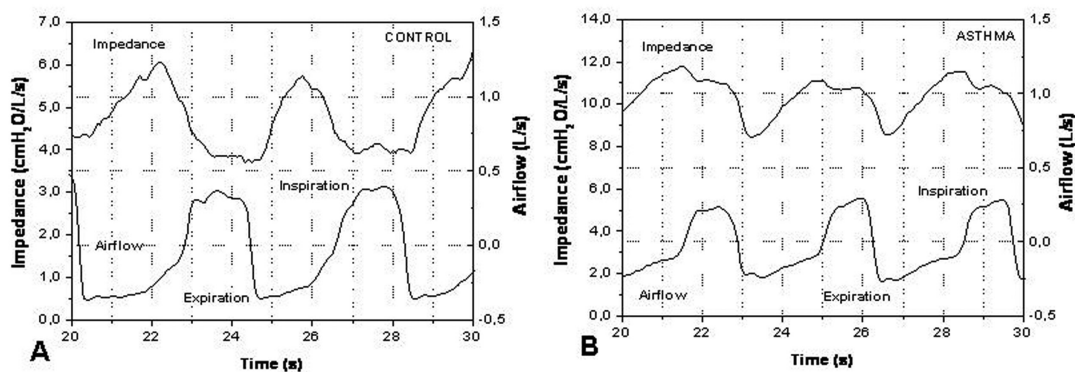 CONTROL
Impedance
Inspiration
Airflow
Expiration
7,0
6,0
5,0
4,0
3,0
2,0
1,0
0,0
1,5
1,0
0,5
0,0
-0,5
20 22 24 26 28 30
Impedance (cmH₂O/L/s)
Airflow (L/s)
Time (s)
A
ASTHMA
Impedance
Inspiration
Airflow
Expiration
14,0
12,0
10,0
8,0
6,0
4,0
2,0
0,0
1,5
1,0
0,5
0,0
-0,5
20 22 24 26 28 30
Impedance (cmH₂O/L/s)
Airflow (L/s)
Time (s)
B